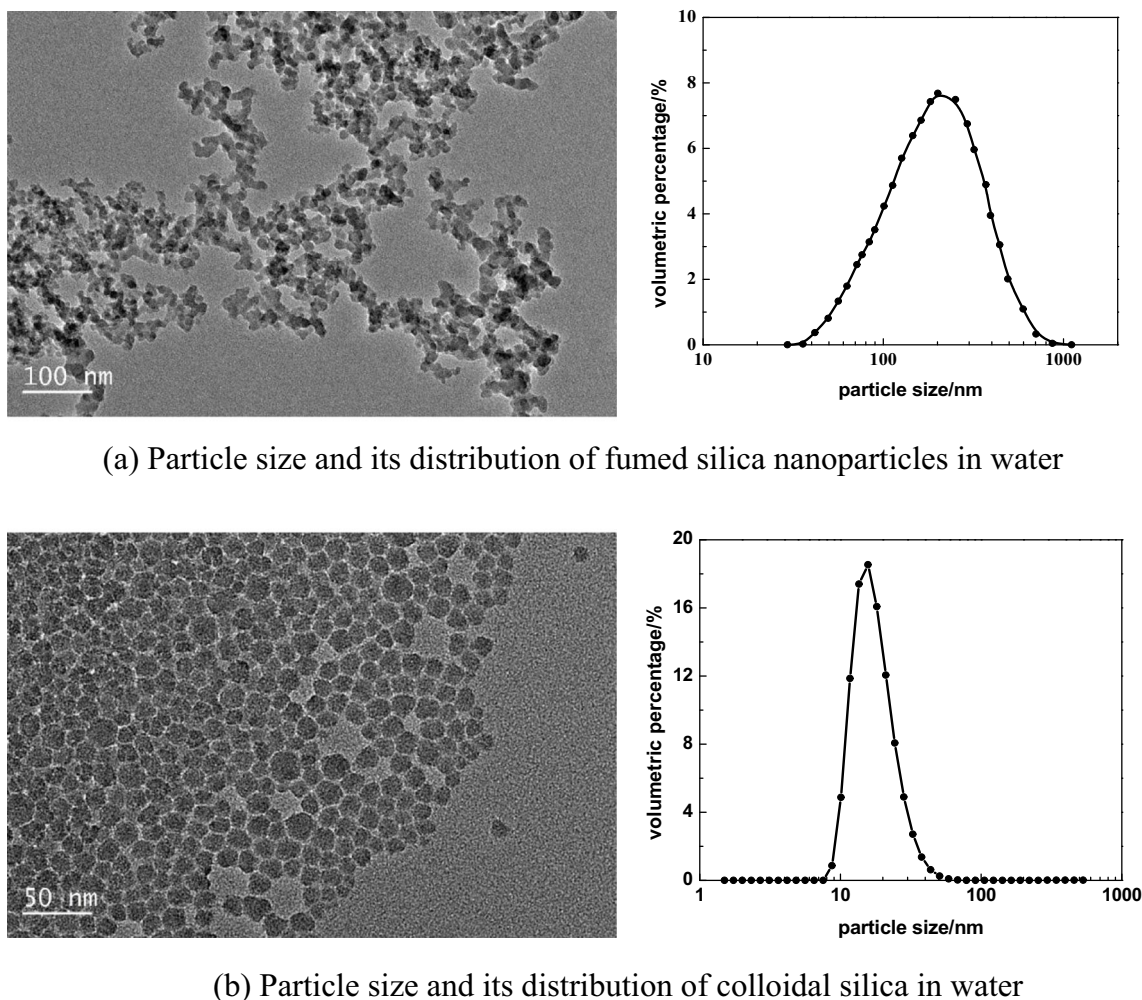 100 nm
10
8
6
4
2
0
10
100
1000
volumetric percentage/%
particle size/nm
(a) Particle size and its distribution of fumed silica nanoparticles in water
50 nm
20
16
12
8
4
0
1
10
100
1000
volumetric percentage/%
particle size/nm
(b) Particle size and its distribution of colloidal silica in water